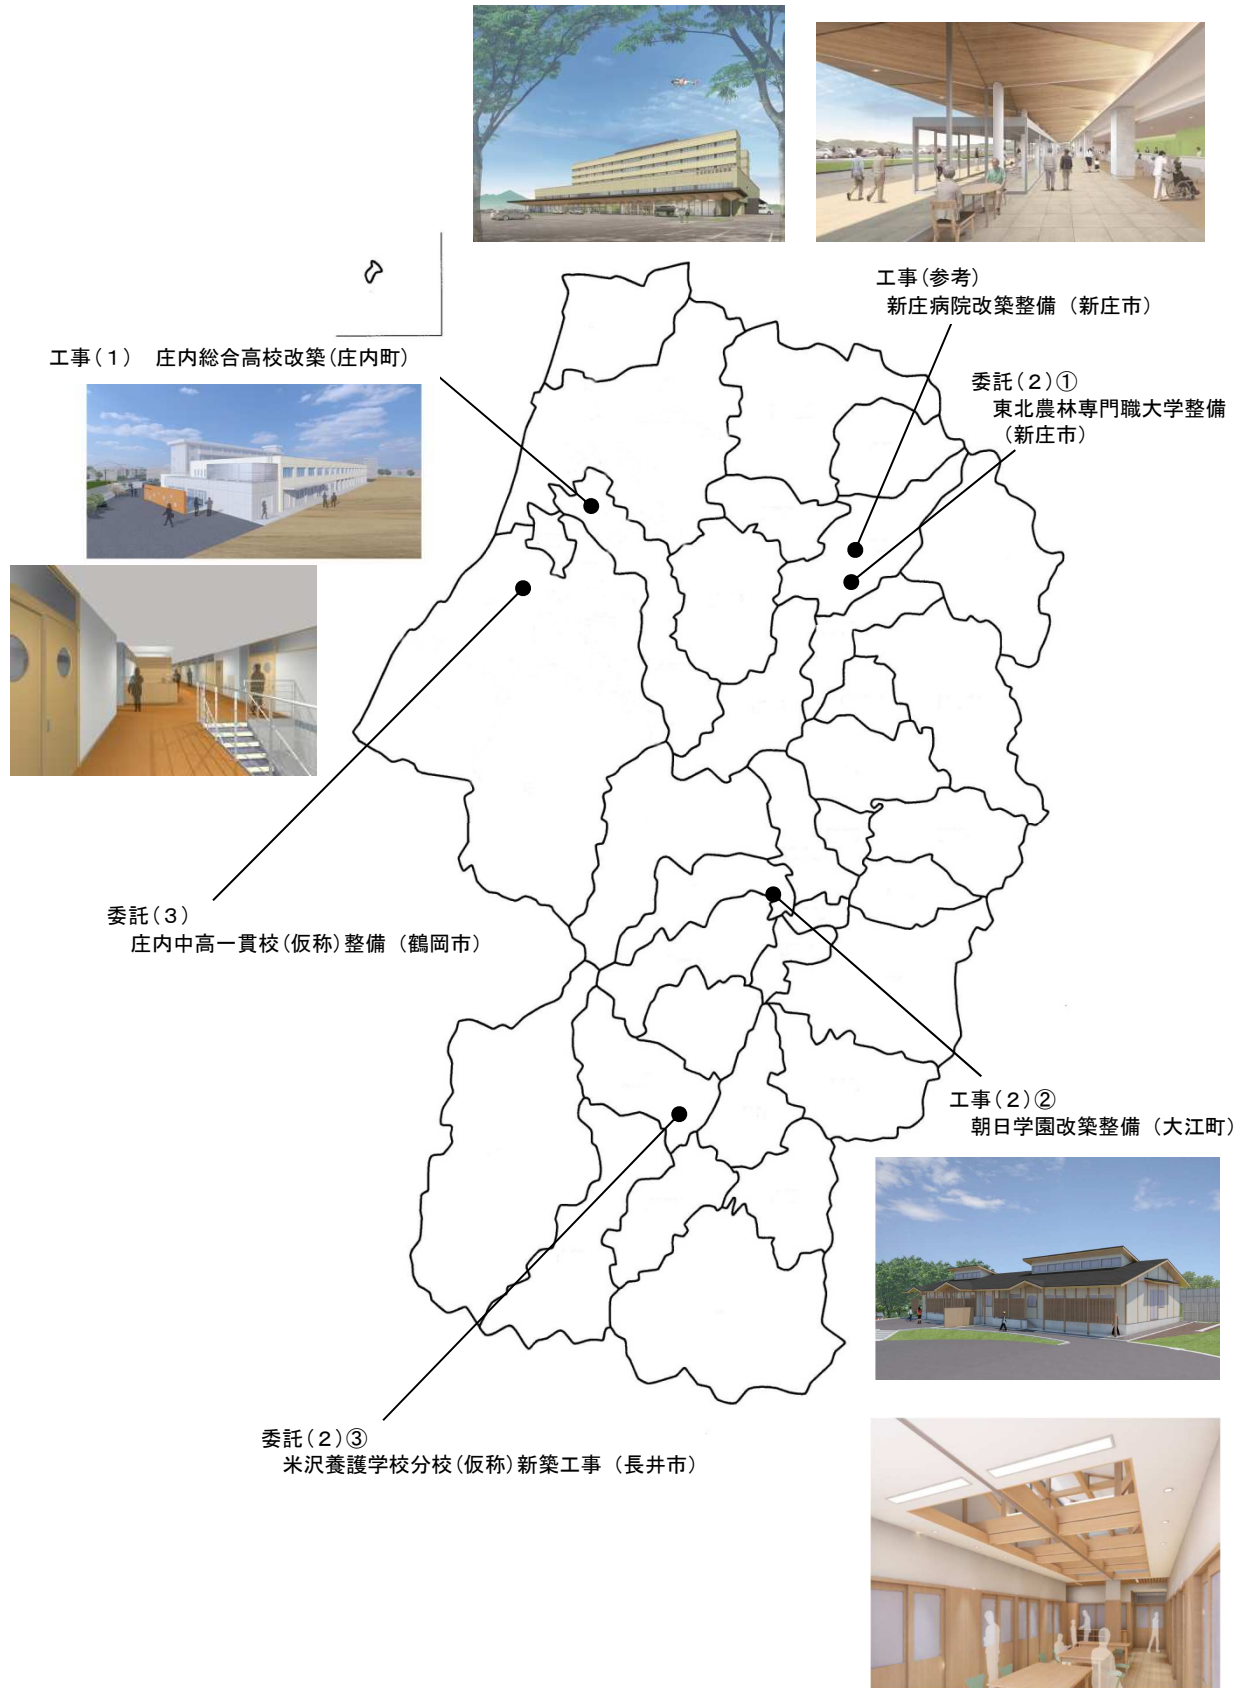 工事(参考)
新庄病院改築整備（新庄市）
工事(１)　庄内総合高校改築(庄内町)
委託(２)①
東北農林専門職大学整備
（新庄市）
委託(３)
庄内中高一貫校(仮称)整備（鶴岡市）
工事(２)②
朝日学園改築整備（大江町）
委託(２)③
米沢養護学校分校(仮称)新築工事（長井市）